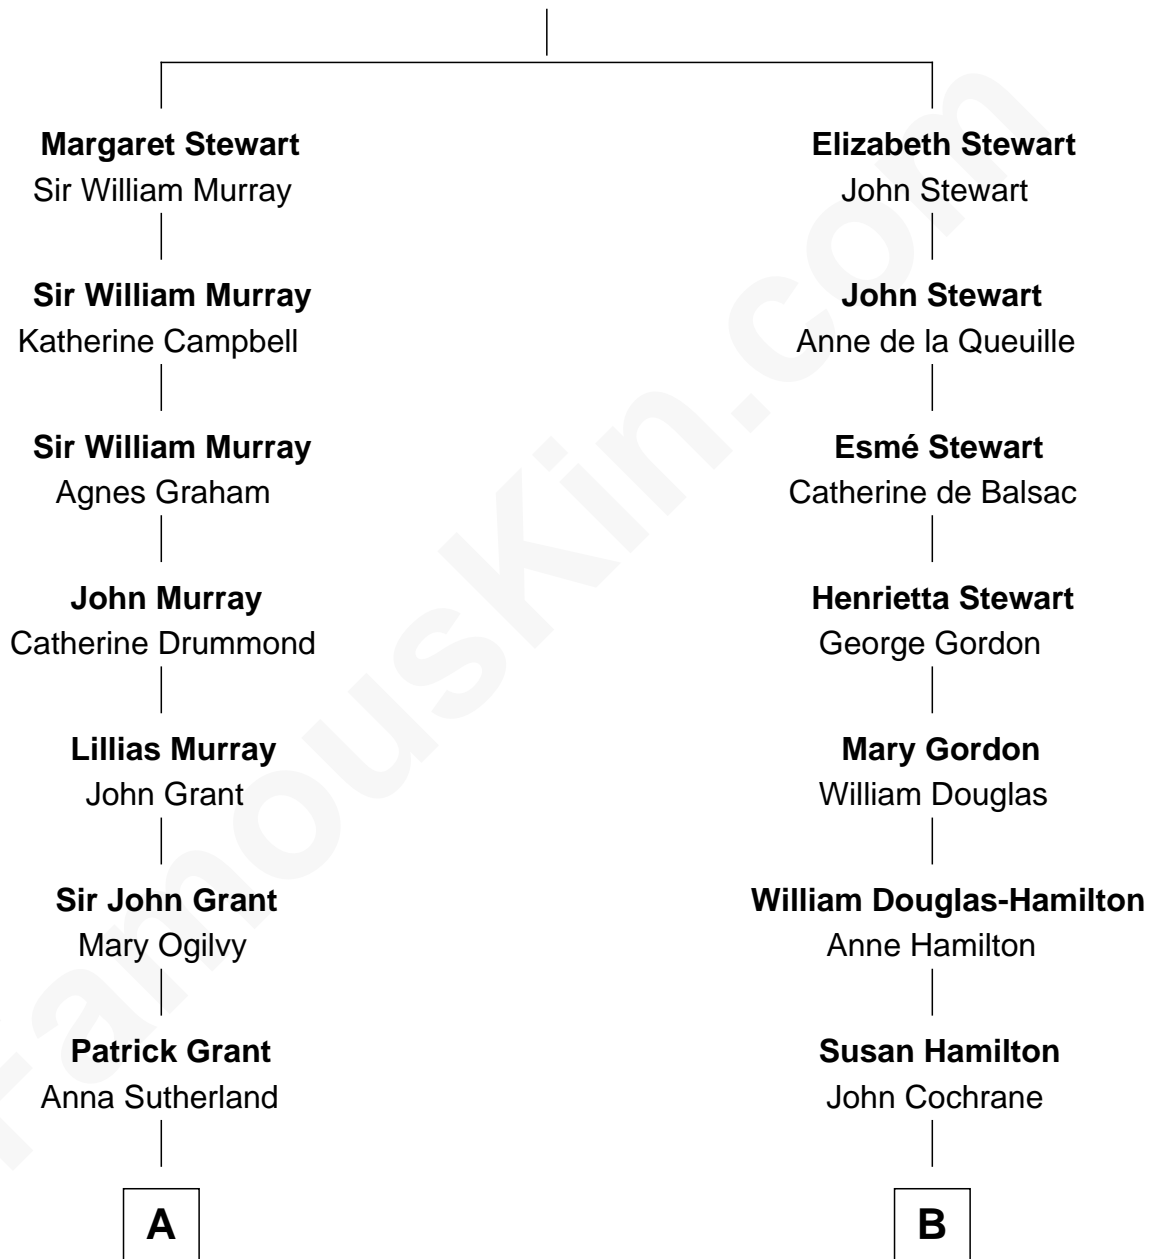 Margaret Stewart
Sir William Murray
Sir William Murray
Katherine Campbell
Sir William Murray
Agnes Graham
John Murray
Catherine Drummond
Lillias Murray
John Grant
Sir John Grant
Mary Ogilvy
Patrick Grant
Anna Sutherland
A
Elizabeth Stewart
John Stewart
John Stewart
Anne de la Queuille
Esmé Stewart
Catherine de Balsac
Henrietta Stewart
George Gordon
Mary Gordon
William Douglas
William Douglas-Hamilton
Anne Hamilton
Susan Hamilton
John Cochrane
B
FamousKin.com